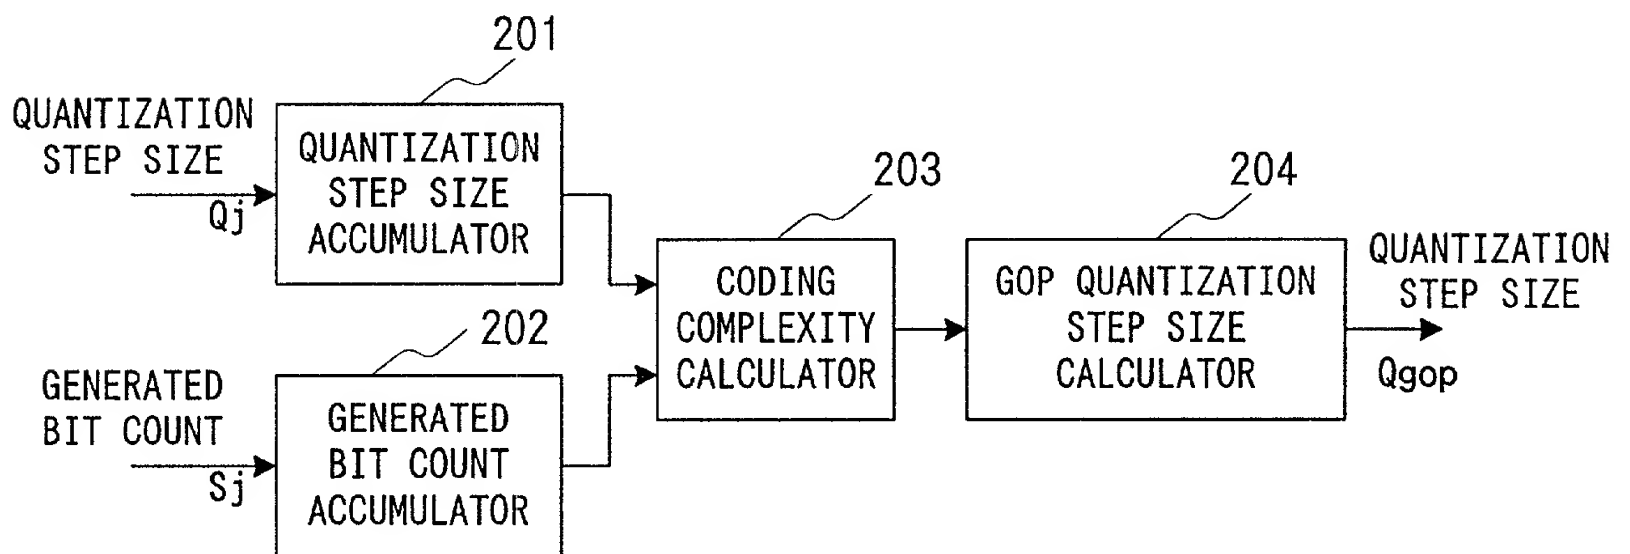 201
QUANTIZATION
STEP SIZE
Qj
QUANTIZATION
STEP SIZE
ACCUMULATOR
202
GENERATED
BIT COUNT
Sj
GENERATED
BIT COUNT
ACCUMULATOR
203
CODING
COMPLEXITY
CALCULATOR
204
GOP QUANTIZATION
STEP SIZE
CALCULATOR
QUANTIZATION
STEP SIZE
Qgop